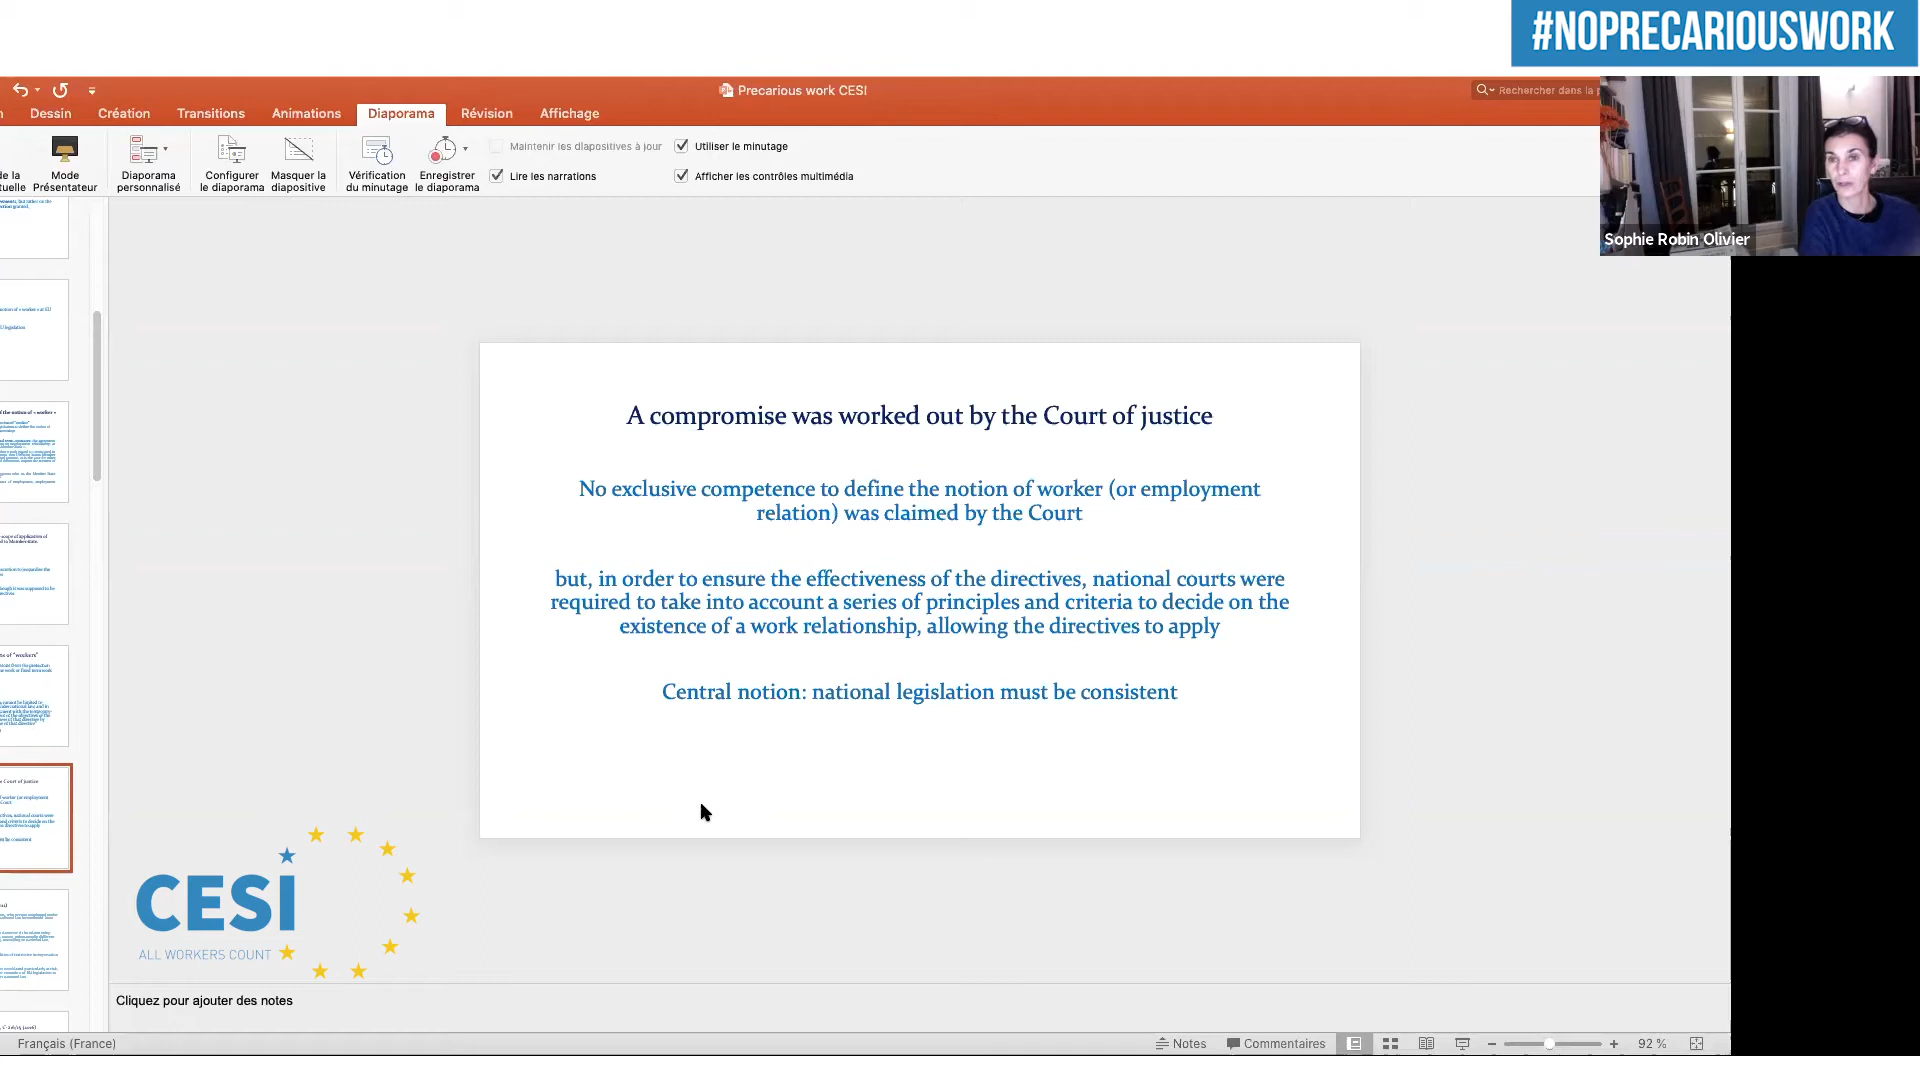 #NOPRECARIOUSWORK
Precarious work CESI
Rechercher dans la p
Dessin
Création
Transitions
Animations
Diaporama
Révision
Affichage
Mode
Présentateur
Diaporama
personnalisé
Configurer
le diaporama
Masquer la
diapositive
Vérification
du minutage
Enregistrer
le diaporama
Maintenir les diapositives à jour
Utiliser le minutage
Lire les narrations
Afficher les contrôles multimédia
Sophie Robin Olivier
A compromise was worked out by the Court of justice
No exclusive competence to define the notion of worker (or employment
relation) was claimed by the Court
but, in order to ensure the effectiveness of the directives, national courts were
required to take into account a series of principles and criteria to decide on the
existence of a work relationship, allowing the directives to apply
Central notion: national legislation must be consistent
CESI
ALL WORKERS COUNT
Cliquez pour ajouter des notes
Français (France)
Notes
Commentaires
92 %